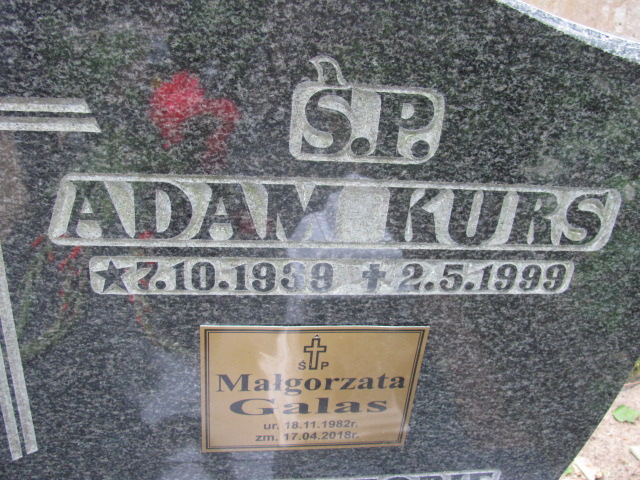 Ś.P.
ADAM KURS
★7.10.1939 ✝2.5.1999
Ś P
Małgorzata
Galas
ur. 18.11.1982r.
zm. 17.04.2018r.